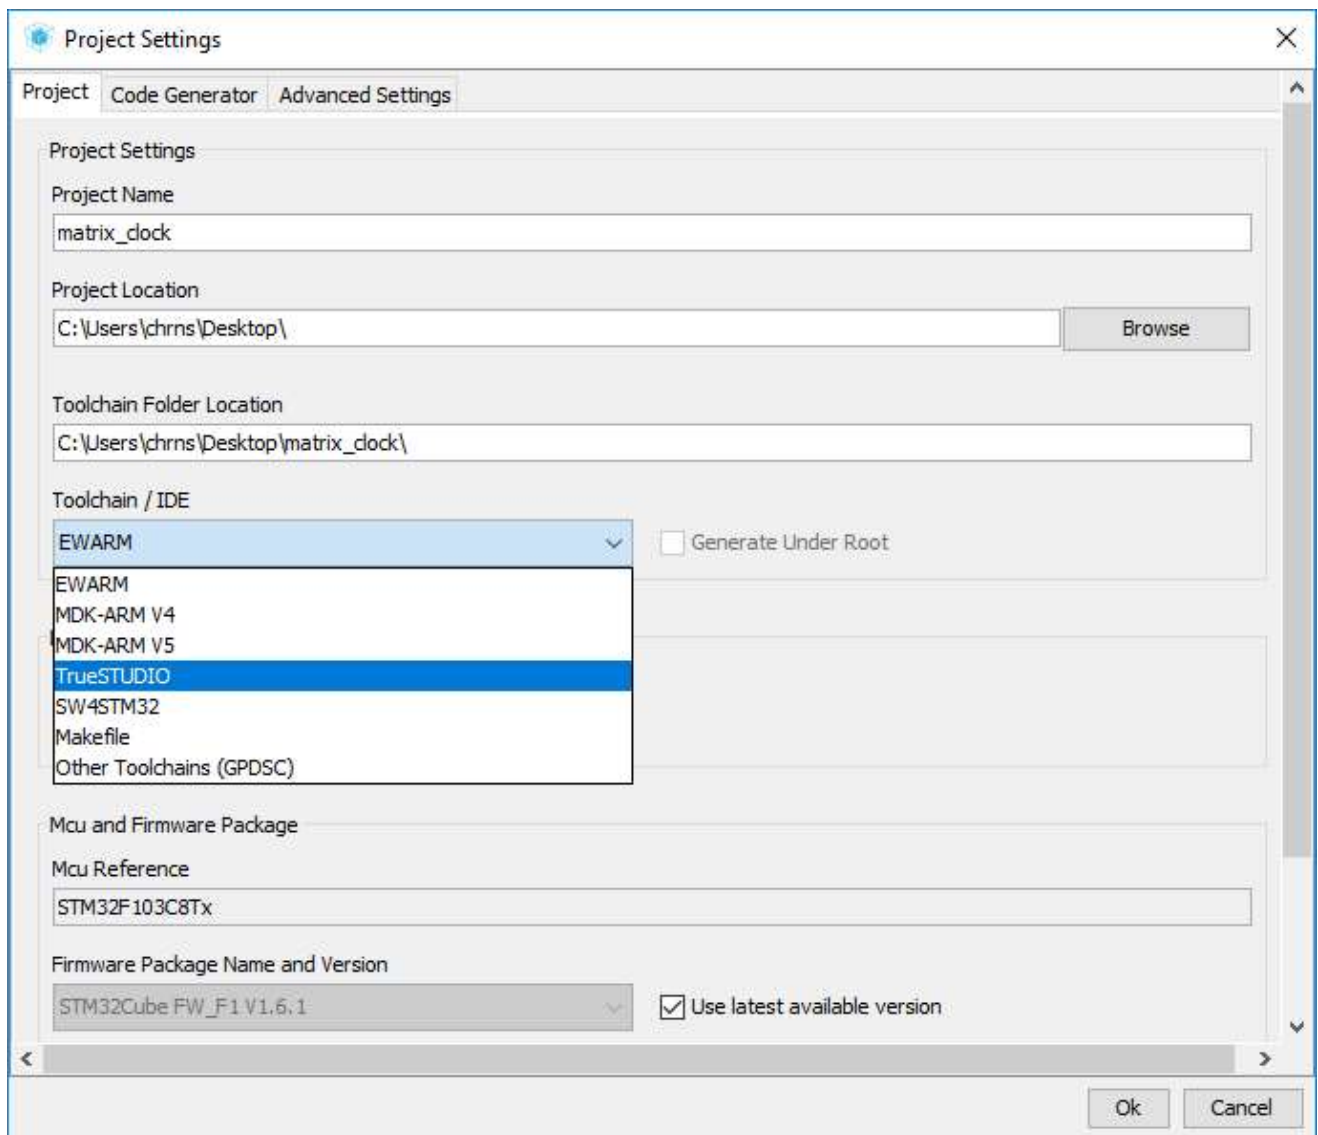 Project Settings
Project
Code Generator
Advanced Settings
Project Settings
Project Name
matrix_clock
Project Location
C:\Users\chrns\Desktop\
Browse
Toolchain Folder Location
C:\Users\chrns\Desktop\matrix_clock\
Toolchain / IDE
EWARM
Generate Under Root
EWARM
MDK-ARM V4
MDK-ARM V5
TrueSTUDIO
SW4STM32
Makefile
Other Toolchains (GPDSC)
Mcu and Firmware Package
Mcu Reference
STM32F103C8Tx
Firmware Package Name and Version
STM32Cube FW_F1 V1.6.1
Use latest available version
Ok
Cancel